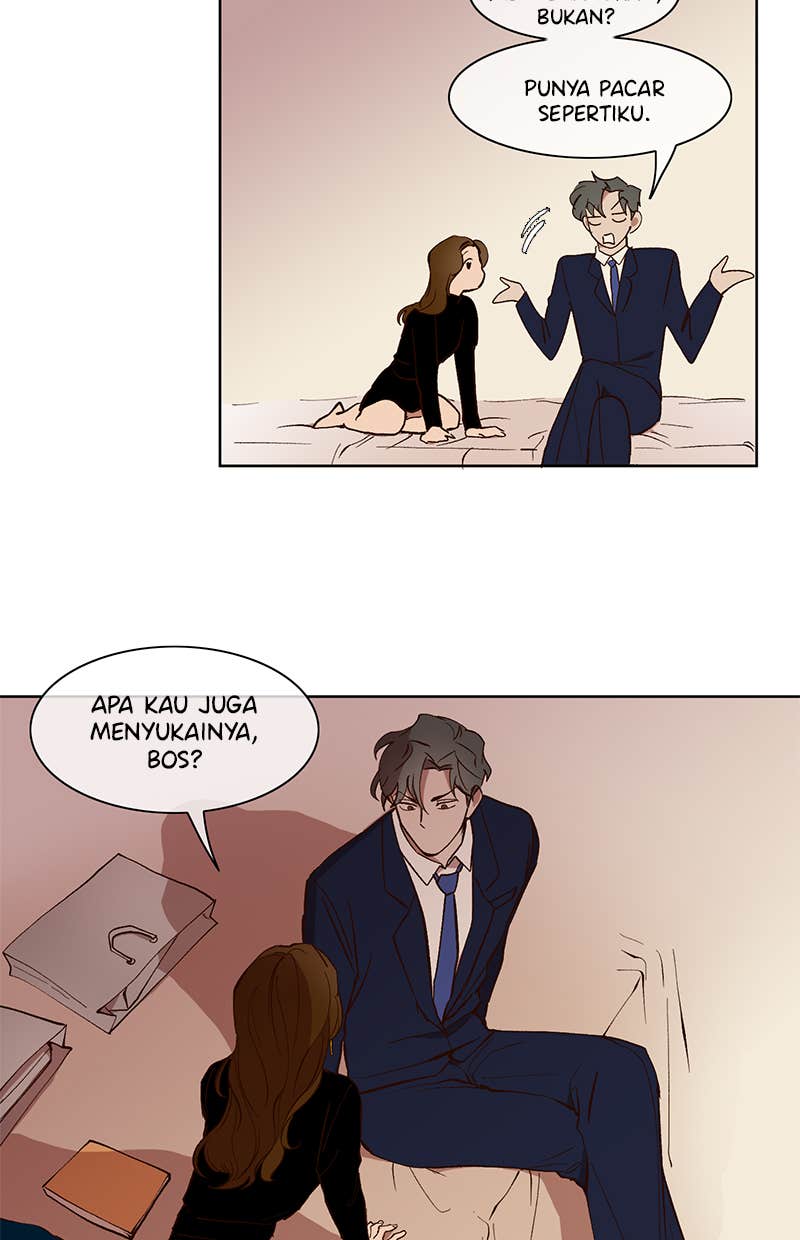 BUKAN?
PUNYA PACAR
SEPERTIKU.
APA KAU JUGA
MENYUKAINYA,
BOS?